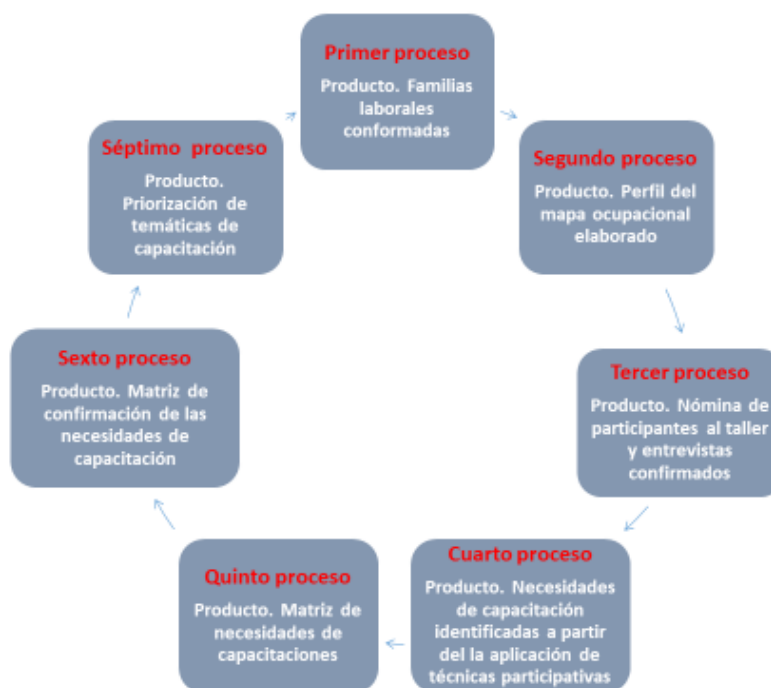 Primer proceso
Producto. Familias
laborales
conformadas
Segundo proceso
Producto. Perfil del
mapa ocupacional
elaborado
Tercer proceso
Producto. Nómina de
participantes al taller
y entrevistas
confirmados
Cuarto proceso
Producto. Necesidades
de capacitación
identificadas a partir
del la aplicación de
técnicas participativas
Quinto proceso
Producto. Matriz de
necesidades de
capacitaciones
Sexto proceso
Producto. Matriz de
confirmación de las
necesidades de
capacitación
Séptimo proceso
Producto.
Priorización de
temáticas de
capacitación